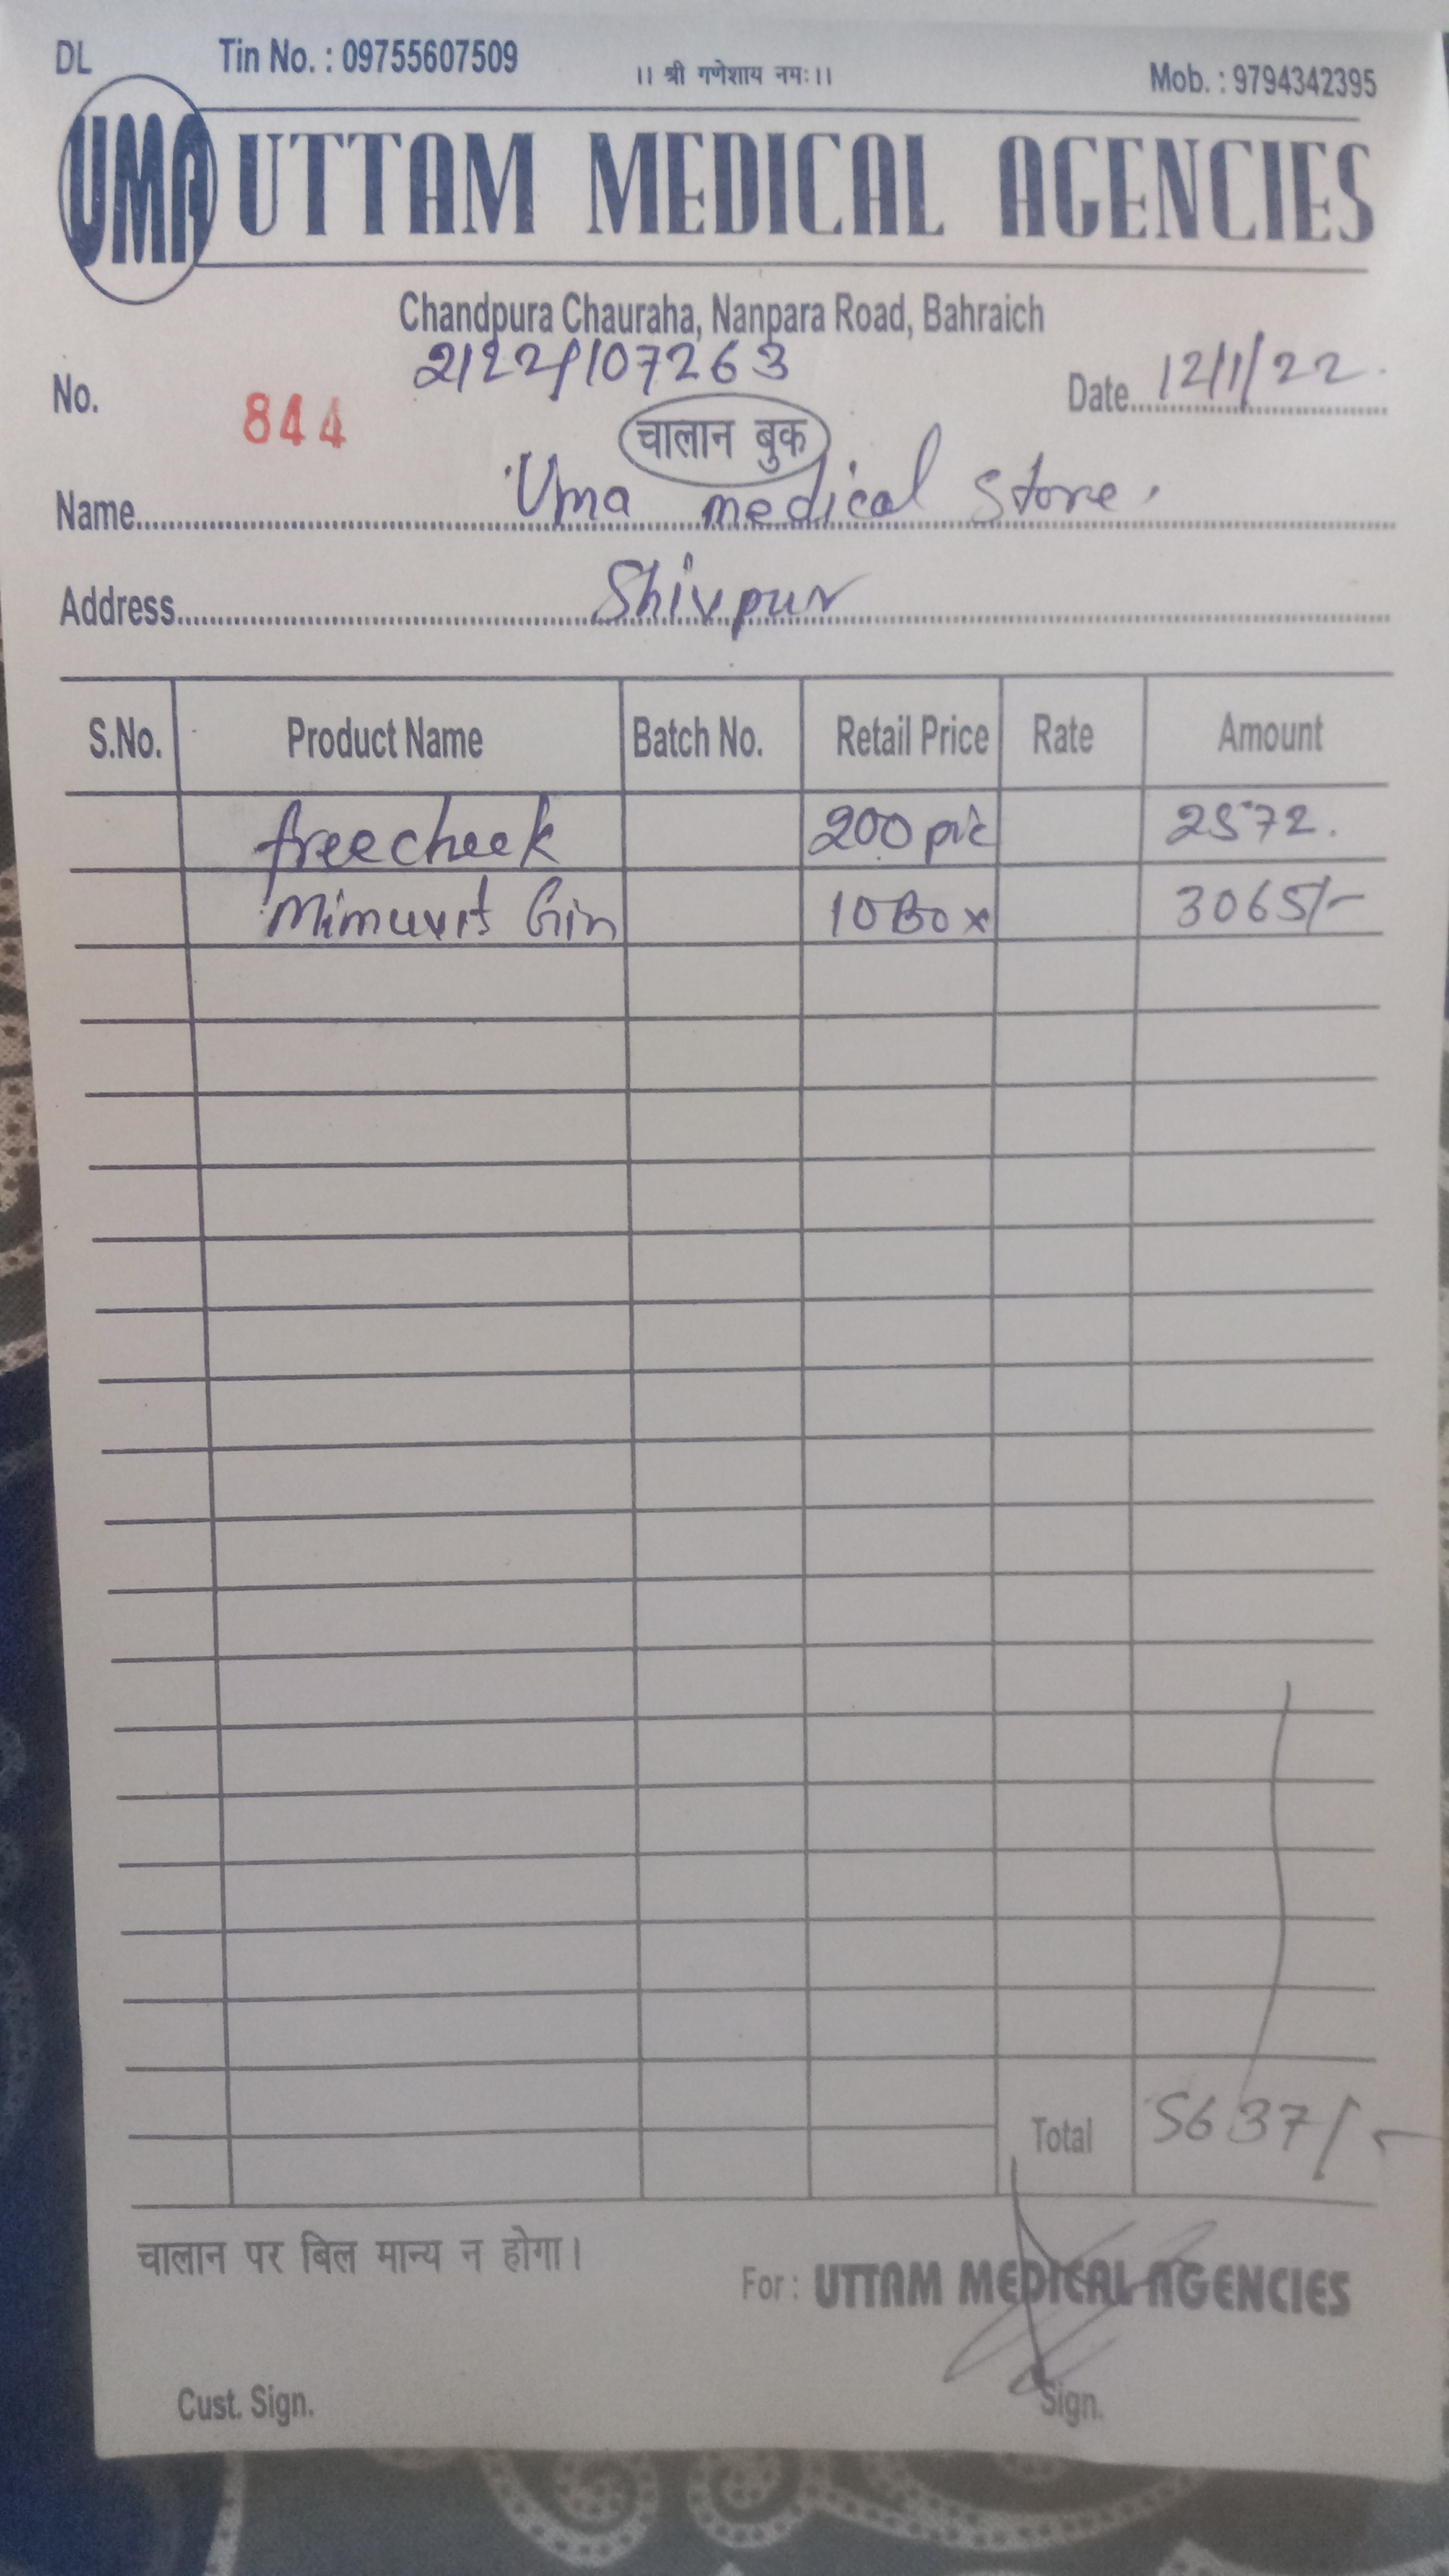 DL Tin No. : 09755607509 ।। श्री गणेशाय नमः।। Mob. : 9794342395
UMA UTTAM MEDICAL AGENCIES
Chandpura Chauraha, Nanpara Road, Bahraich
2122/107263
No. 844 Date 12/1/22
चालान बुक
Name Uma medical Store
Address Shivpur
S.No. Product Name Batch No. Retail Price Rate Amount
freecheck 200 pic 2572.
Gin 10 Box 3065/-
Total 5637/-
चालान पर बिल मान्य न होगा।
For : UTTAM MEDICAL AGENCIES
Cust. Sign. Sign.